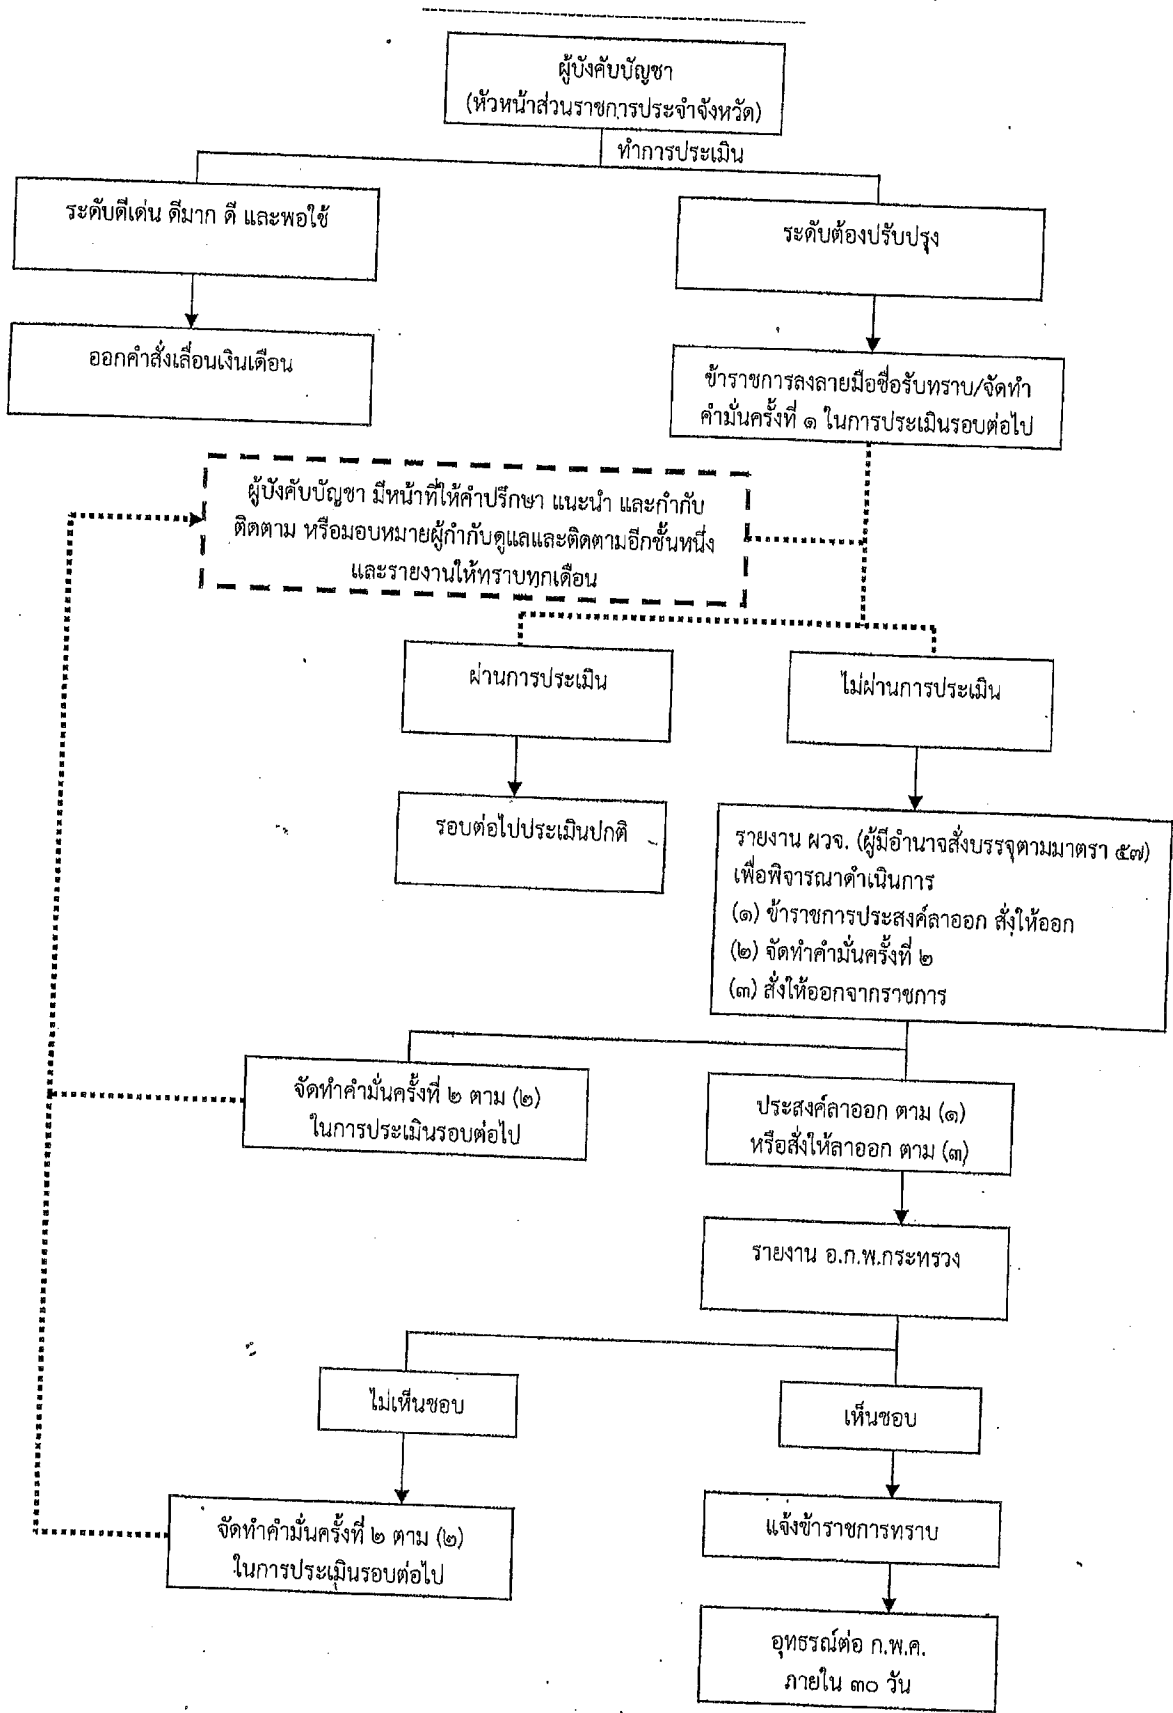 ผู้บังคับบัญชา
(หัวหน้าส่วนราชการประจำจังหวัด)
ทำการประเมิน
ระดับดีเด่น ดีมาก ดี และพอใช้
ระดับต้องปรับปรุง
ออกคำสั่งเลื่อนเงินเดือน
ข้าราชการลงลายมือชื่อรับทราบ/จัดทำ
คำมั่นครั้งที่ ๑ ในการประเมินรอบต่อไป
ผู้บังคับบัญชา มีหน้าที่ให้คำปรึกษา แนะนำ และกำกับ
ติดตาม หรือมอบหมายผู้กำกับดูแลและติดตามอีกชั้นหนึ่ง
และรายงานให้ทราบทุกเดือน
ผ่านการประเมิน
ไม่ผ่านการประเมิน
รอบต่อไปประเมินปกติ
รายงาน ผวจ. (ผู้มีอำนาจสั่งบรรจุตามมาตรา ๕๗)
เพื่อพิจารณาดำเนินการ
(๑) ข้าราชการประสงค์ลาออก สั่งให้ออก
(๒) จัดทำคำมั่นครั้งที่ ๒
(๓) สั่งให้ออกจากราชการ
จัดทำคำมั่นครั้งที่ ๒ ตาม (๒)
ในการประเมินรอบต่อไป
ประสงค์ลาออก ตาม (๑)
หรือสั่งให้ลาออก ตาม (๓)
รายงาน อ.ก.พ.กระทรวง
ไม่เห็นชอบ
เห็นชอบ
จัดทำคำมั่นครั้งที่ ๒ ตาม (๒)
ในการประเมินรอบต่อไป
แจ้งข้าราชการทราบ
อุทธรณ์ต่อ ก.พ.ค.
ภายใน ๓๐ วัน